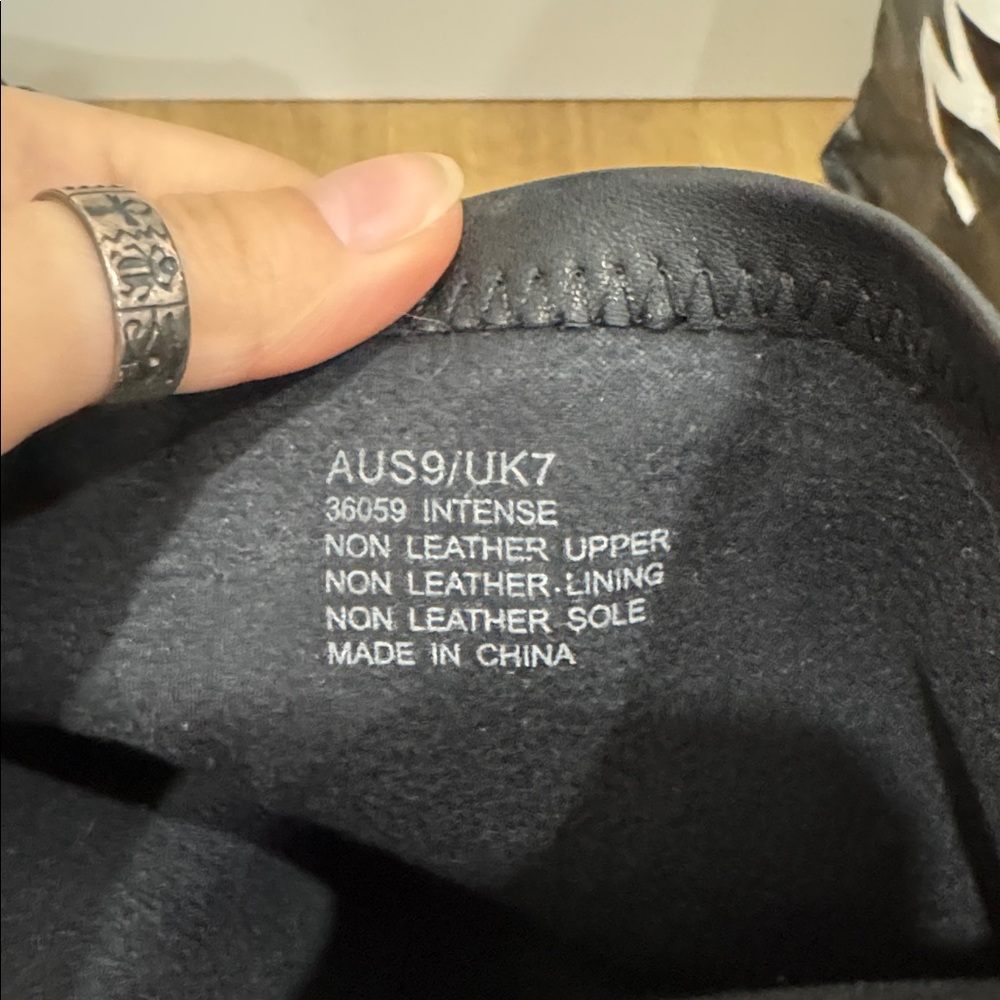 AUS9/UK7
36059 INTENSE
NON LEATHER UPPER
NON LEATHER LINING
NON LEATHER SOLE
MADE IN CHINA